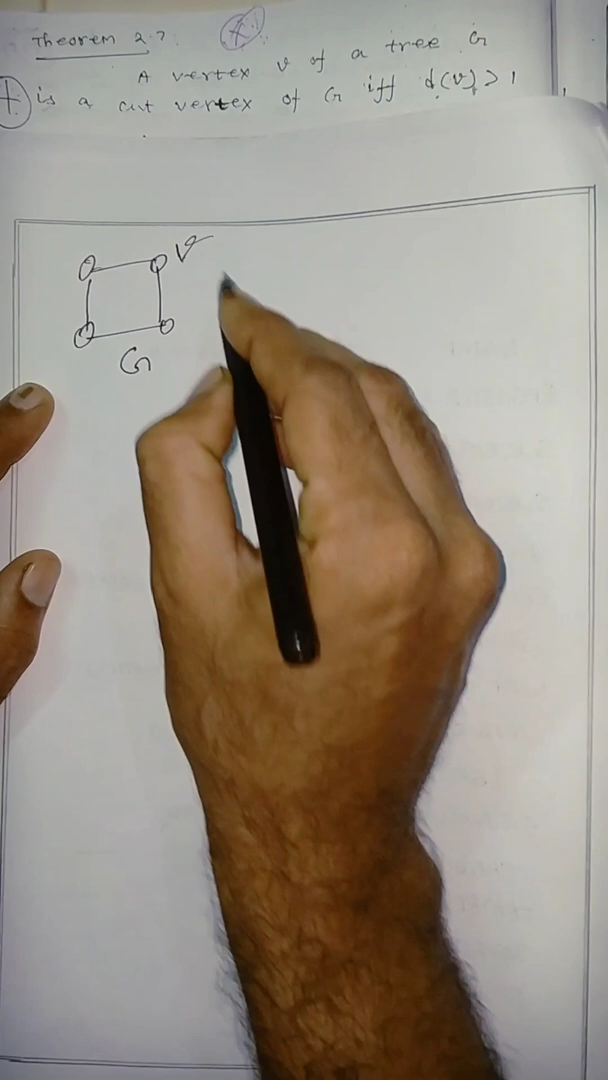 Theorem 2.7
A vertex v of a tree G
is a cut vertex of G iff d(v) > 1
v
G